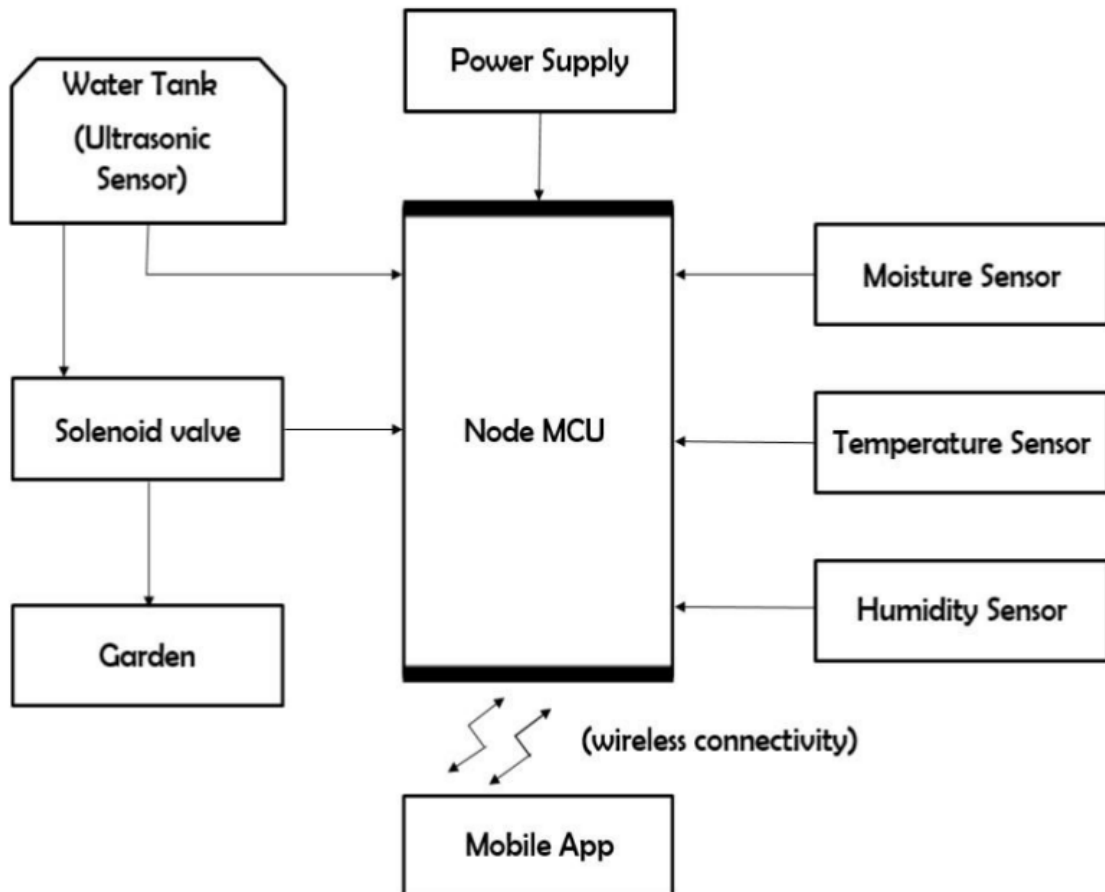 Power Supply
Water Tank
(Ultrasonic
Sensor)
Moisture Sensor
Solenoid valve
Node MCU
Temperature Sensor
Humidity Sensor
Garden
(wireless connectivity)
Mobile App